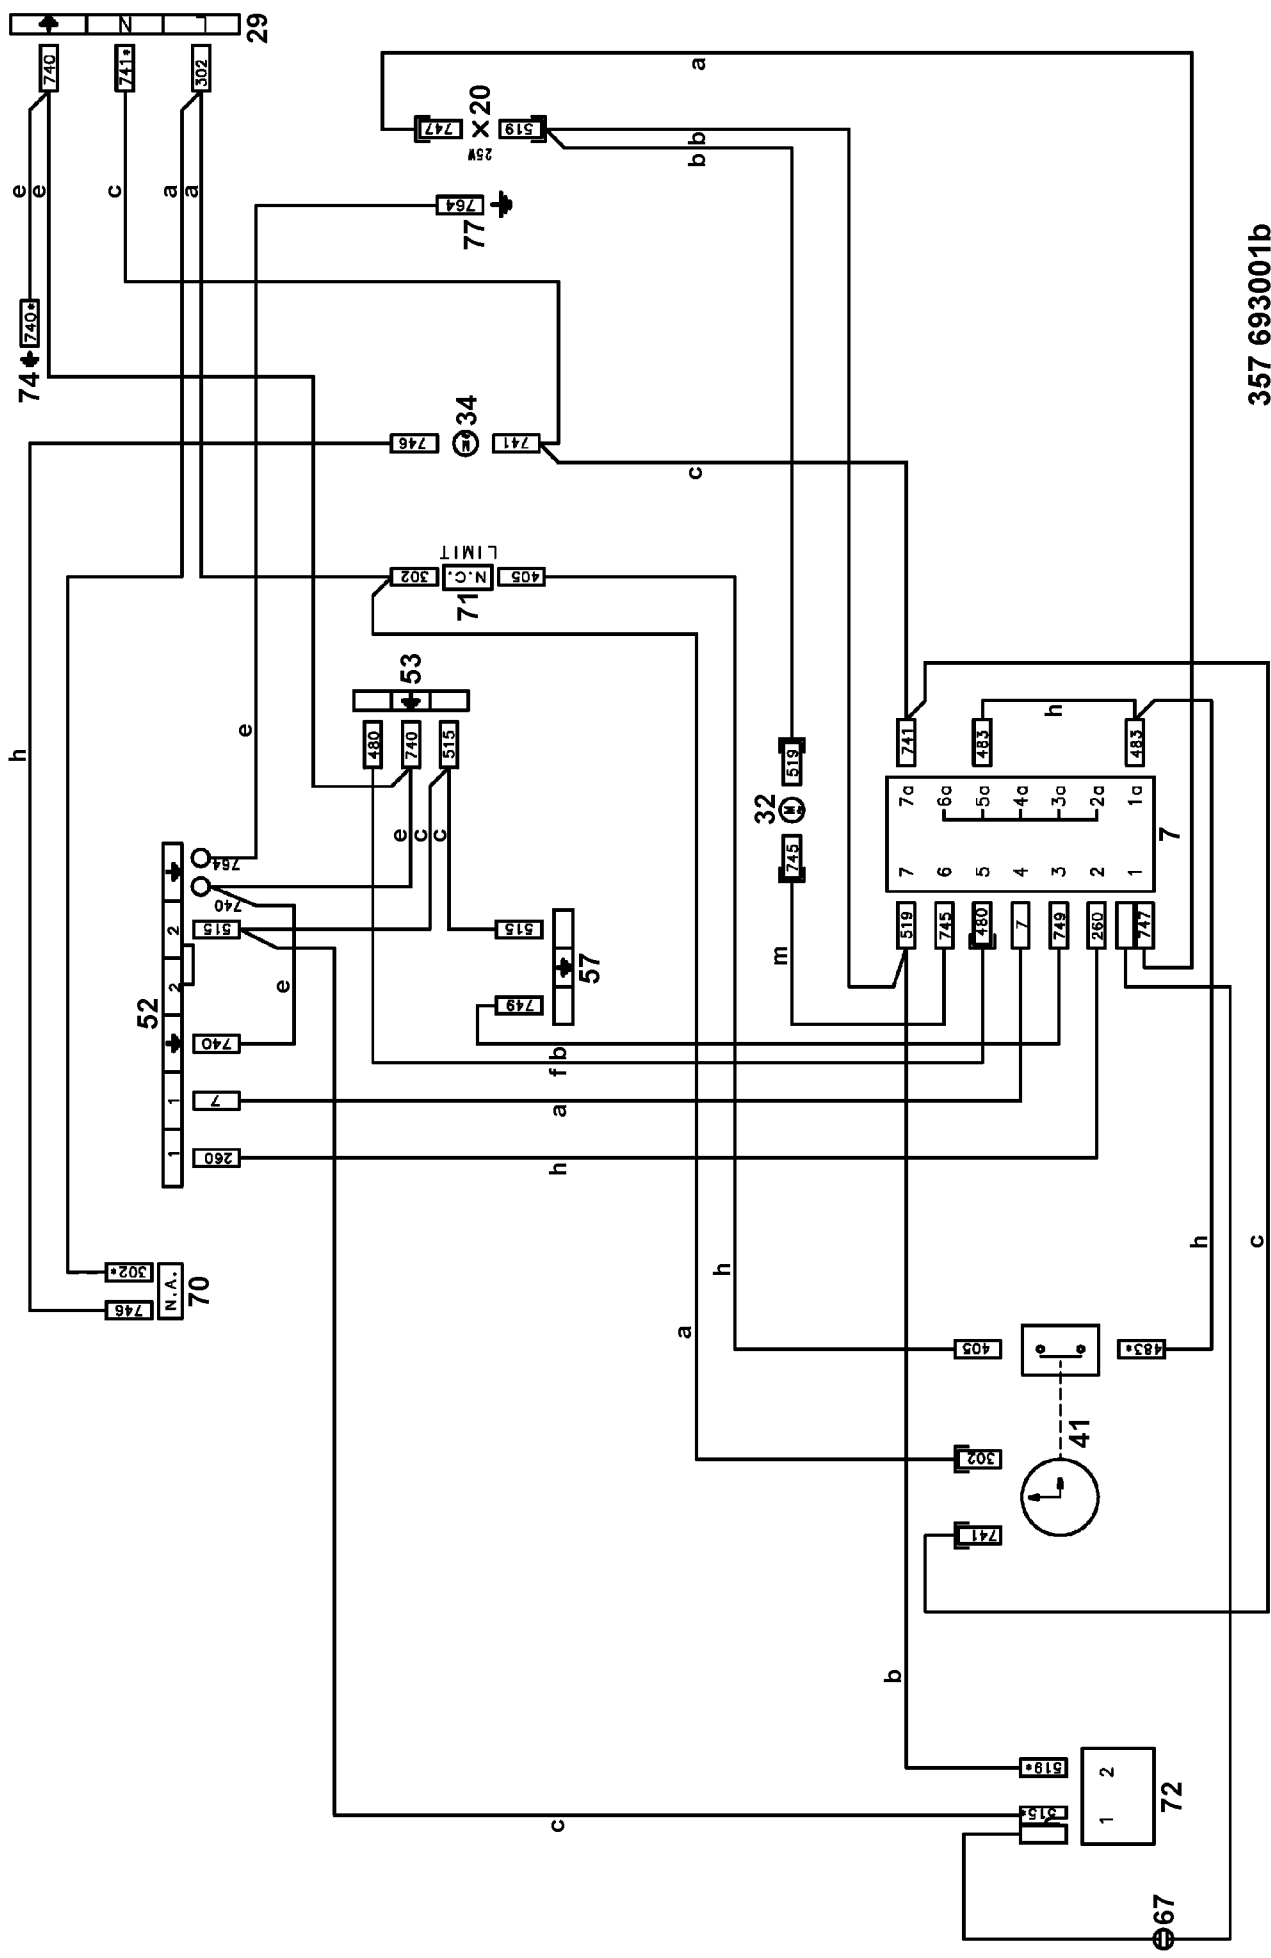 N
L
29
740
741*
302
a
747
20
519
25W
b
b
e
e
c
a
a
764
77
740*
74
357 693001b
746
M
34
741
c
LIMIT
302
N.C.
405
71
53
480
740
515
h
e
e
c
c
764
740
515
2
2
52
740
e
7
1
260
1
515
57
749
f
b
a
h
519
32
M
745
m
741
483
h
483
7a
6a
5a
4a
3a
2a
1a
7
7
6
5
4
3
2
1
519
745
480
7
749
260
747
302*
746
N.A.
70
h
a
h
c
405
483*
302
41
741
b
519*
515*
2
1
72
c
67